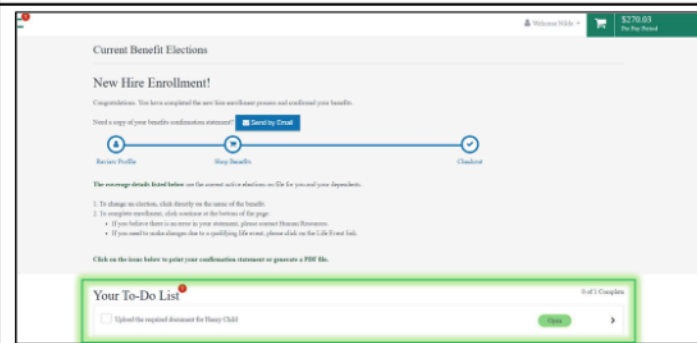 Welcome Nilda
$270.03
Per Pay Period
Current Benefit Elections
New Hire Enrollment!
Congratulations. You have completed the new hire enrollment process and confirmed your benefits.
Need a copy of your benefits confirmation statement? Send by Email
Review Profile Shop Benefits Checkout
The coverage details listed below are the current active elections on file for you and your dependents.
1. To change an election, click directly on the name of the benefit.
2. To complete enrollment, click continue at the bottom of the page.
• If you believe there is an error in your statement, please contact Human Resources.
• If you need to make changes due to a qualifying life event, please click on the Life Event link.
Click on the icons below to print your confirmation statement or generate a PDF file.
Your To-Do List
0 of 1 Complete
Upload the required document for Henry Child
Open